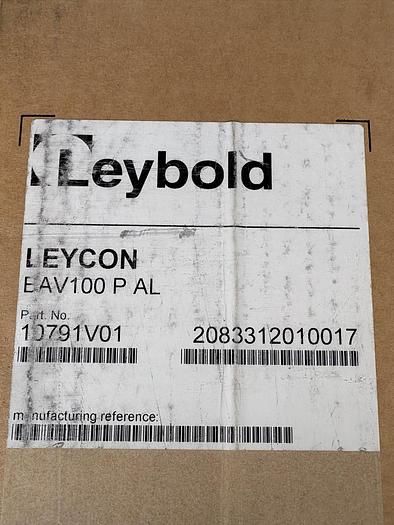 Leybold
LEYCON
EAV100 P AL
Part. No.
10791V01 2083312010017
manufacturing reference: